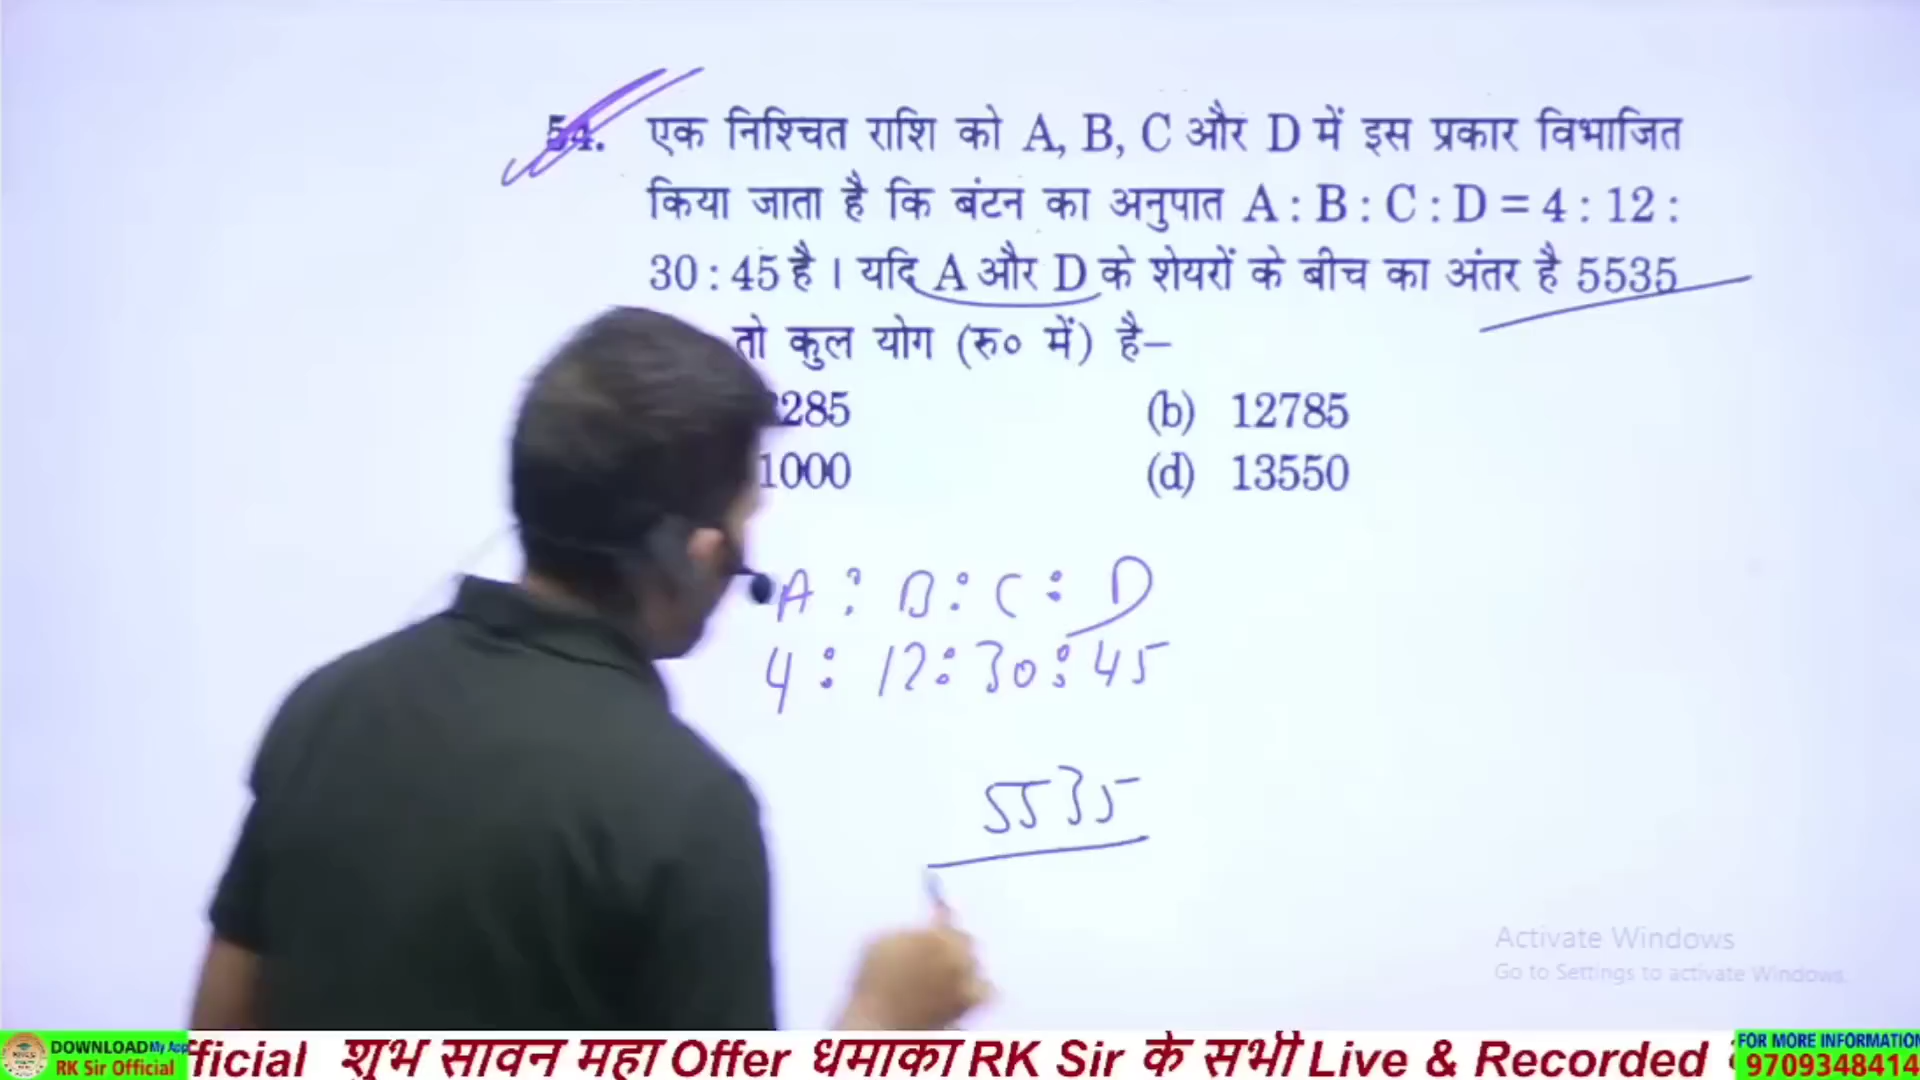 54. एक निश्चित राशि को A, B, C और D में इस प्रकार विभाजित
किया जाता है कि बंटन का अनुपात A : B : C : D = 4 : 12 :
30 : 45 है। यदि A और D के शेयरों के बीच का अंतर है 5535
तो कुल योग (रु० में) है–
285 (b) 12785
1000 (d) 13550
A : B : C : D
4 : 12 : 30 : 45
5535
Activate Windows
Go to Settings to activate Windows.
DOWNLOAD My App
RK Sir Official
fficial शुभ सावन महा Offer धमाका RK Sir के सभी Live & Recorded
FOR MORE INFORMATION
9709348414